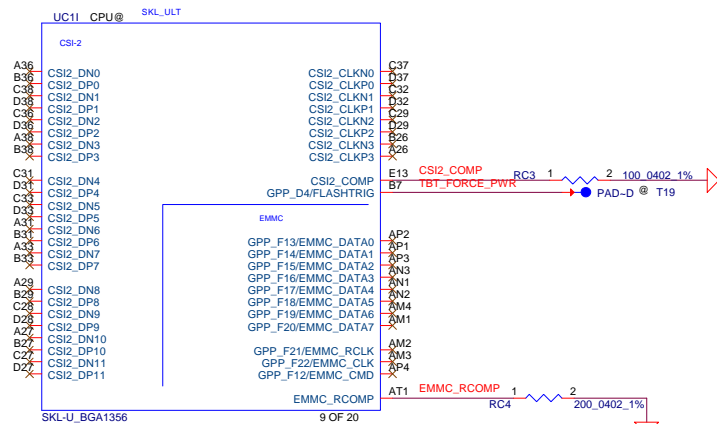 UC1I CPU@ SKL_ULT
CSI-2
A36 CSI2_DN0
B36 CSI2_DP0
C38 CSI2_DN1
D38 CSI2_DP1
C36 CSI2_DN2
D36 CSI2_DP2
A38 CSI2_DN3
B38 CSI2_DP3
C31 CSI2_DN4
D31 CSI2_DP4
C33 CSI2_DN5
D33 CSI2_DP5
A31 CSI2_DN6
B31 CSI2_DP6
A33 CSI2_DN7
B33 CSI2_DP7
A29 CSI2_DN8
B29 CSI2_DP8
C28 CSI2_DN9
D28 CSI2_DP9
A27 CSI2_DN10
B27 CSI2_DP10
C27 CSI2_DN11
D27 CSI2_DP11
CSI2_CLKN0 C37
CSI2_CLKP0 D37
CSI2_CLKN1 C32
CSI2_CLKP1 D32
CSI2_CLKN2 C29
CSI2_CLKP2 D29
CSI2_CLKN3 B26
CSI2_CLKP3 A26
CSI2_COMP E13 CSI2_COMP RC3 1 2 100_0402_1%
GPP_D4/FLASHTRIG B7 TBT_FORCE_PWR PAD~D @ T19
EMMC
GPP_F13/EMMC_DATA0 AP2
GPP_F14/EMMC_DATA1 AP1
GPP_F15/EMMC_DATA2 AP3
GPP_F16/EMMC_DATA3 AN3
GPP_F17/EMMC_DATA4 AN1
GPP_F18/EMMC_DATA5 AN2
GPP_F19/EMMC_DATA6 AM4
GPP_F20/EMMC_DATA7 AM1
GPP_F21/EMMC_RCLK AM2
GPP_F22/EMMC_CLK AM3
GPP_F12/EMMC_CMD AP4
EMMC_RCOMP AT1 EMMC_RCOMP RC4 1 2 200_0402_1%
SKL-U_BGA1356 9 OF 20